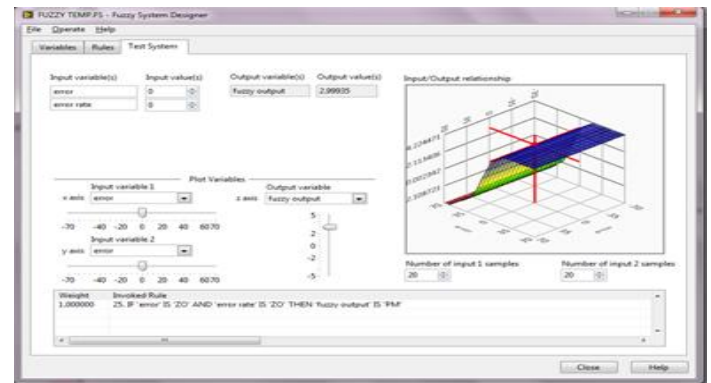 FUZZY TEMP.FS - Fuzzy System Designer
File Operate Help
Variables Rules Test System
Input variable(s) Input value(s) Output variable(s) Output value(s) Input/Output relationship
error 0 fuzzy output 2.99935
error rate 0
Plot Variables
Input variable 1 Output variable
x axis error z axis fuzzy output
-70 -40 -20 0 20 40 6070
5
2
0
-2
-5
Input variable 2
y axis error
-70 -40 -20 0 20 40 6070
Number of input 1 samples Number of input 2 samples
20 20
Weight Invoked Rule
1.000000 25. IF 'error' IS 'ZO' AND 'error rate' IS 'ZO' THEN 'fuzzy output' IS 'PM'
Close Help